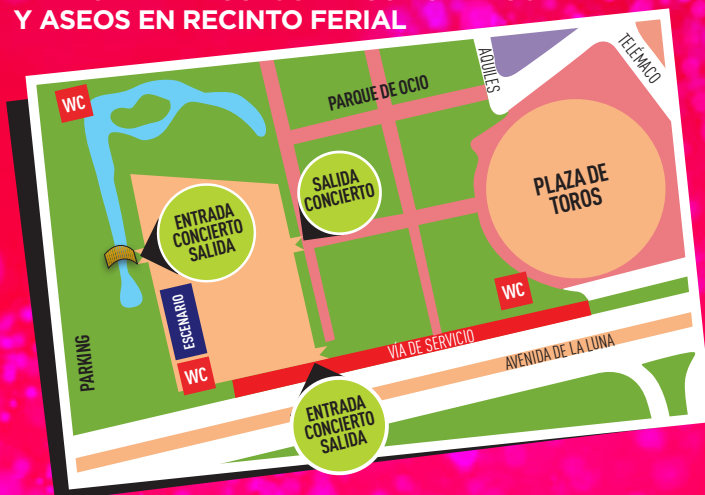 Y ASEOS EN RECINTO FERIAL
WC
PARQUE DE OCIO
AQUILES
TELÉMACO
SALIDA
CONCIERTO
PLAZA DE
TOROS
ENTRADA
CONCIERTO
SALIDA
ESCENARIO
WC
WC
PARKING
VÍA DE SERVICIO
AVENIDA DE LA LUNA
ENTRADA
CONCIERTO
SALIDA